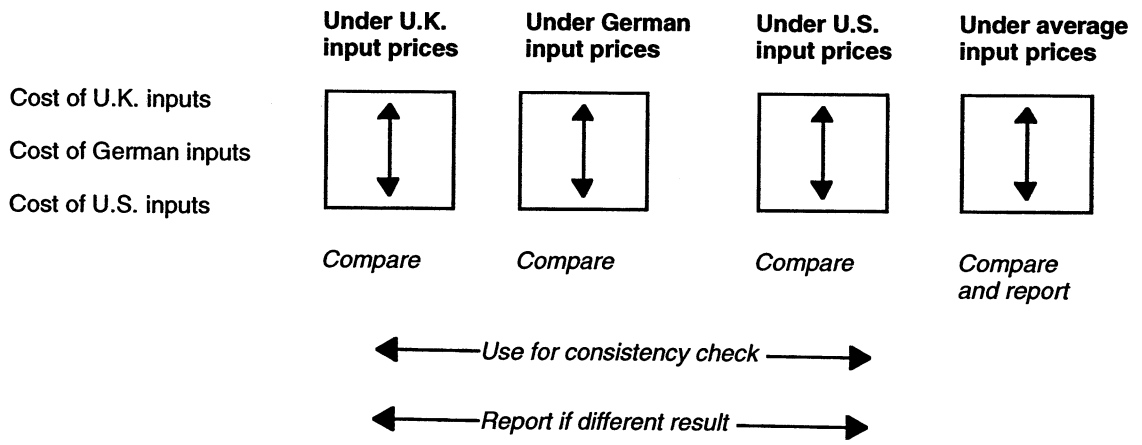 Under U.K.
input prices
Under German
input prices
Under U.S.
input prices
Under average
input prices
Cost of U.K. inputs
Cost of German inputs
Cost of U.S. inputs
Compare
Compare
Compare
Compare
and report
Use for consistency check
Report if different result